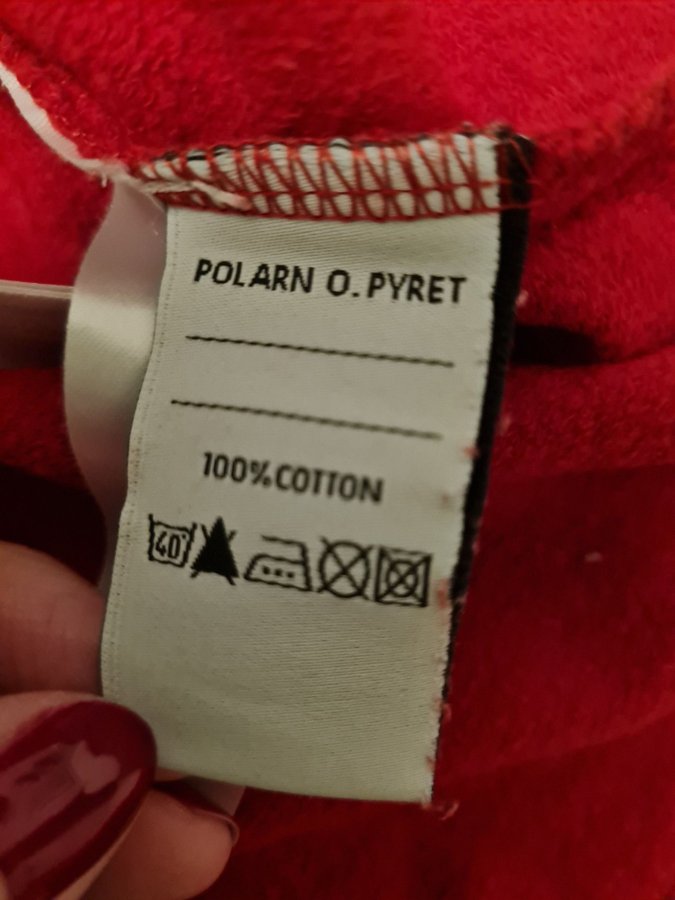 POLARN O. PYRET
100% COTTON
40°